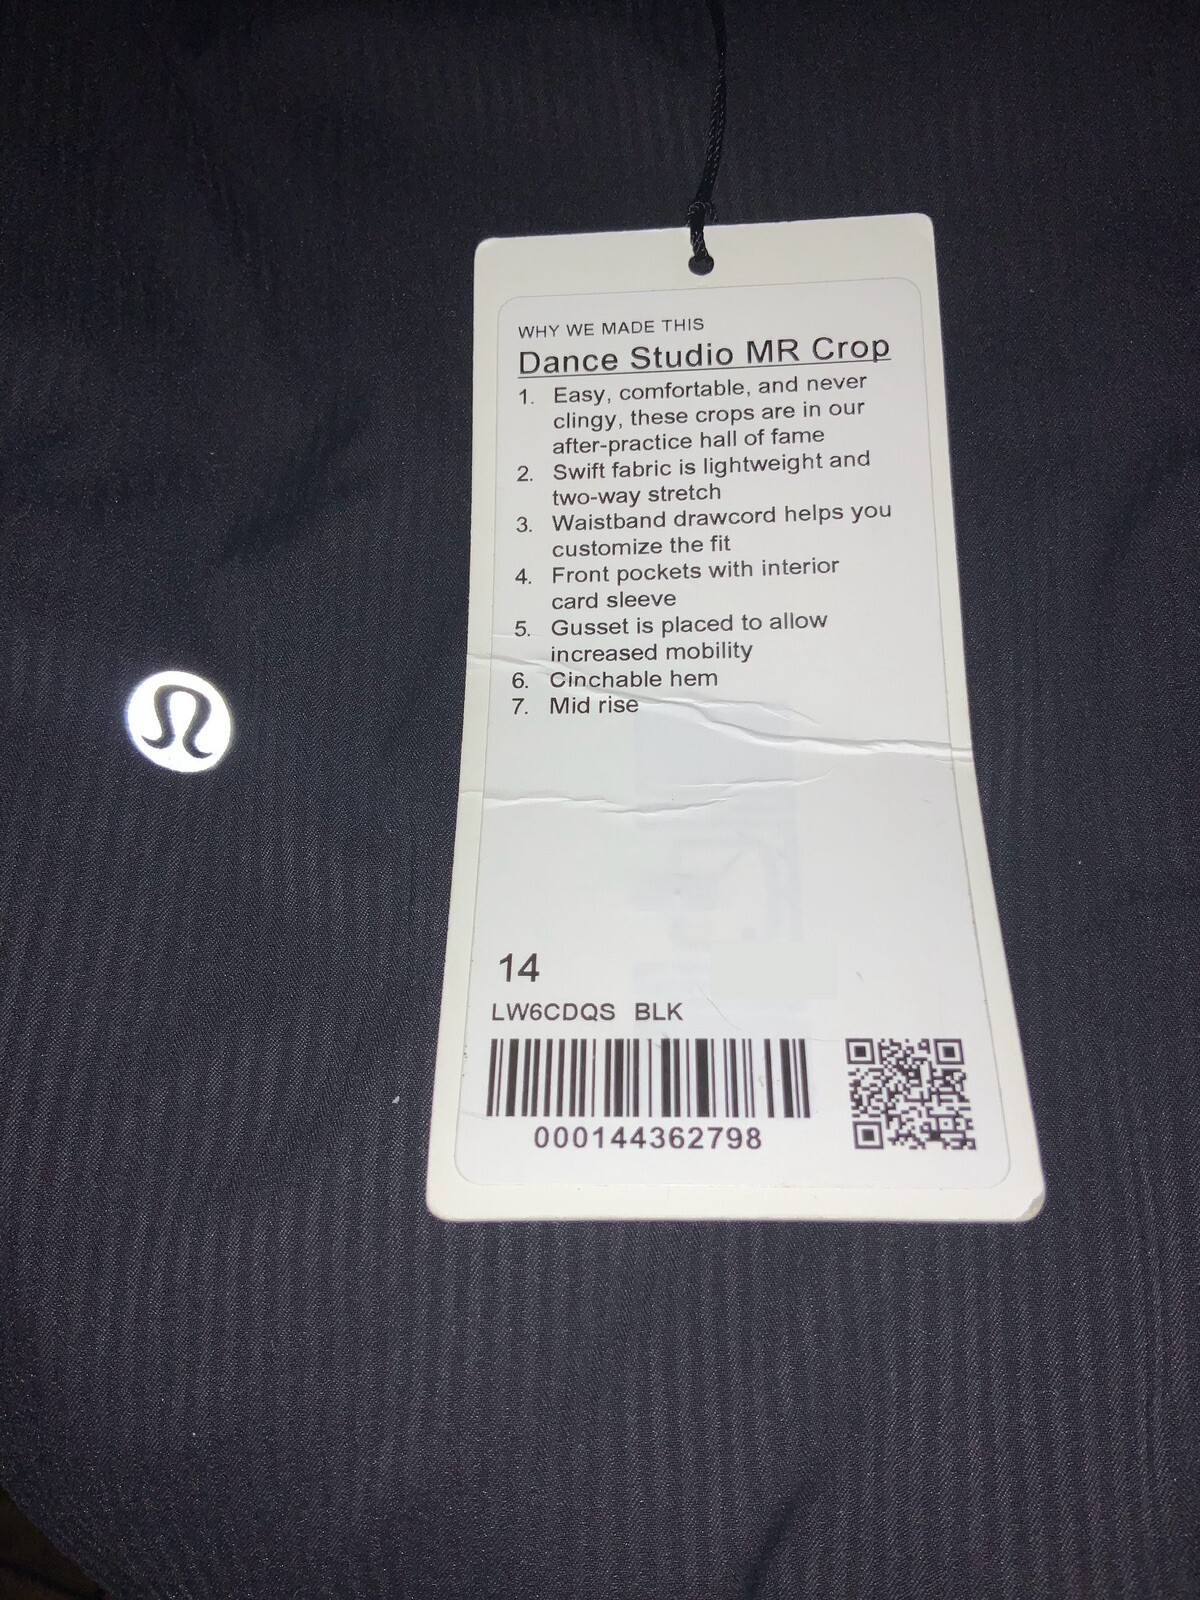 WHY WE MADE THIS
Dance Studio MR Crop
1. Easy, comfortable, and never
clingy, these crops are in our
after-practice hall of fame
2. Swift fabric is lightweight and
two-way stretch
3. Waistband drawcord helps you
customize the fit
4. Front pockets with interior
card sleeve
5. Gusset is placed to allow
increased mobility
6. Cinchable hem
7. Mid rise
14
LW6CDQS BLK
000144362798